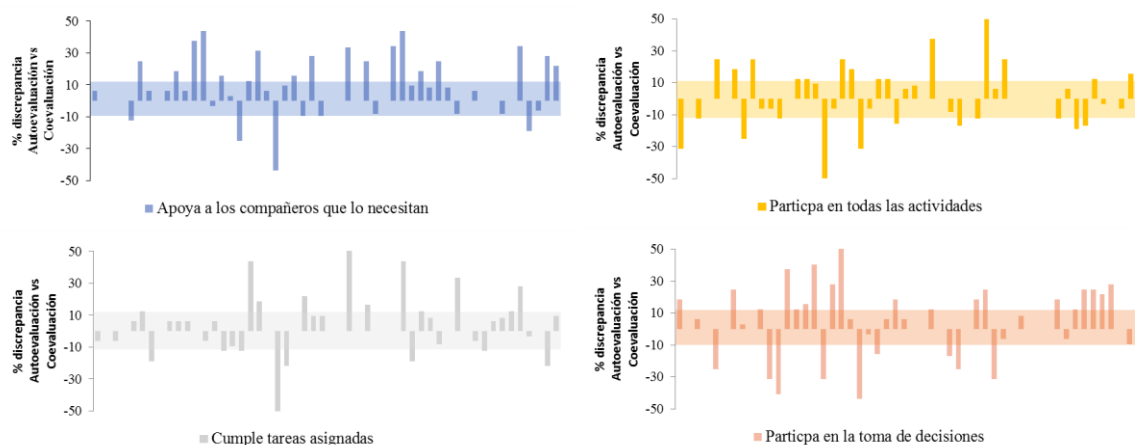 % discrepancia
Autoevaluación vs
Coevaluación
50
30
10
-10
-30
-50
Apoya a los compañeros que lo necesitan
% discrepancia
Autoevaluación vs
Coevaluación
50
30
10
-10
-30
-50
Particpa en todas las actividades
% discrepancia
Autoevaluación vs
Coevaluación
50
30
10
-10
-30
-50
Cumple tareas asignadas
% discrepancia
Autoevaluación vs
Coevaluación
50
30
10
-10
-30
-50
Particpa en la toma de decisiones